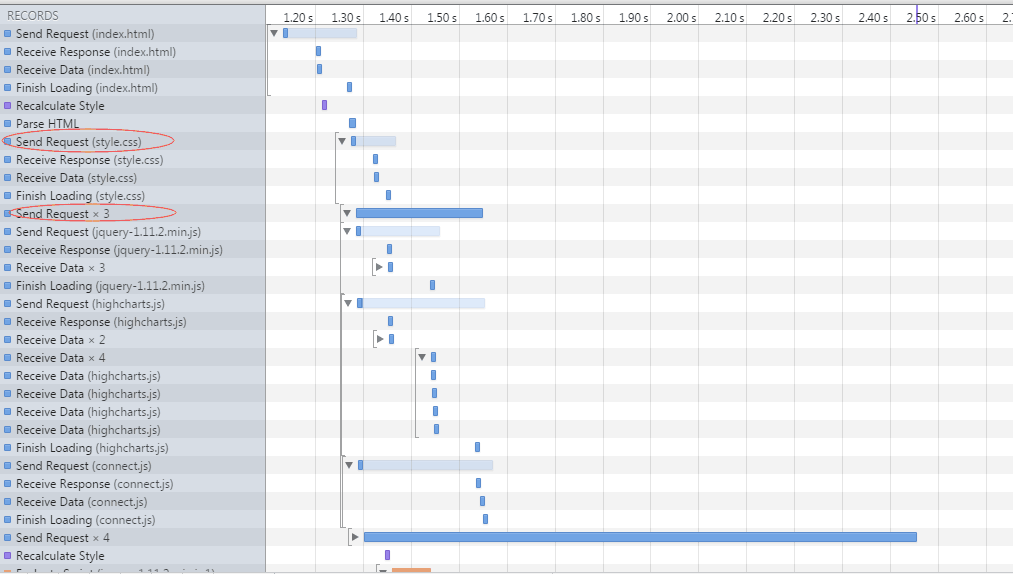 RECORDS
1.20 s 1.30 s 1.40 s 1.50 s 1.60 s 1.70 s 1.80 s 1.90 s 2.00 s 2.10 s 2.20 s 2.30 s 2.40 s 2.50 s 2.60 s 2.7
Send Request (index.html)
Receive Response (index.html)
Receive Data (index.html)
Finish Loading (index.html)
Recalculate Style
Parse HTML
Send Request (style.css)
Receive Response (style.css)
Receive Data (style.css)
Finish Loading (style.css)
Send Request × 3
Send Request (jquery-1.11.2.min.js)
Receive Response (jquery-1.11.2.min.js)
Receive Data × 3
Finish Loading (jquery-1.11.2.min.js)
Send Request (highcharts.js)
Receive Response (highcharts.js)
Receive Data × 2
Receive Data × 4
Receive Data (highcharts.js)
Receive Data (highcharts.js)
Receive Data (highcharts.js)
Receive Data (highcharts.js)
Finish Loading (highcharts.js)
Send Request (connect.js)
Receive Response (connect.js)
Receive Data (connect.js)
Finish Loading (connect.js)
Send Request × 4
Recalculate Style